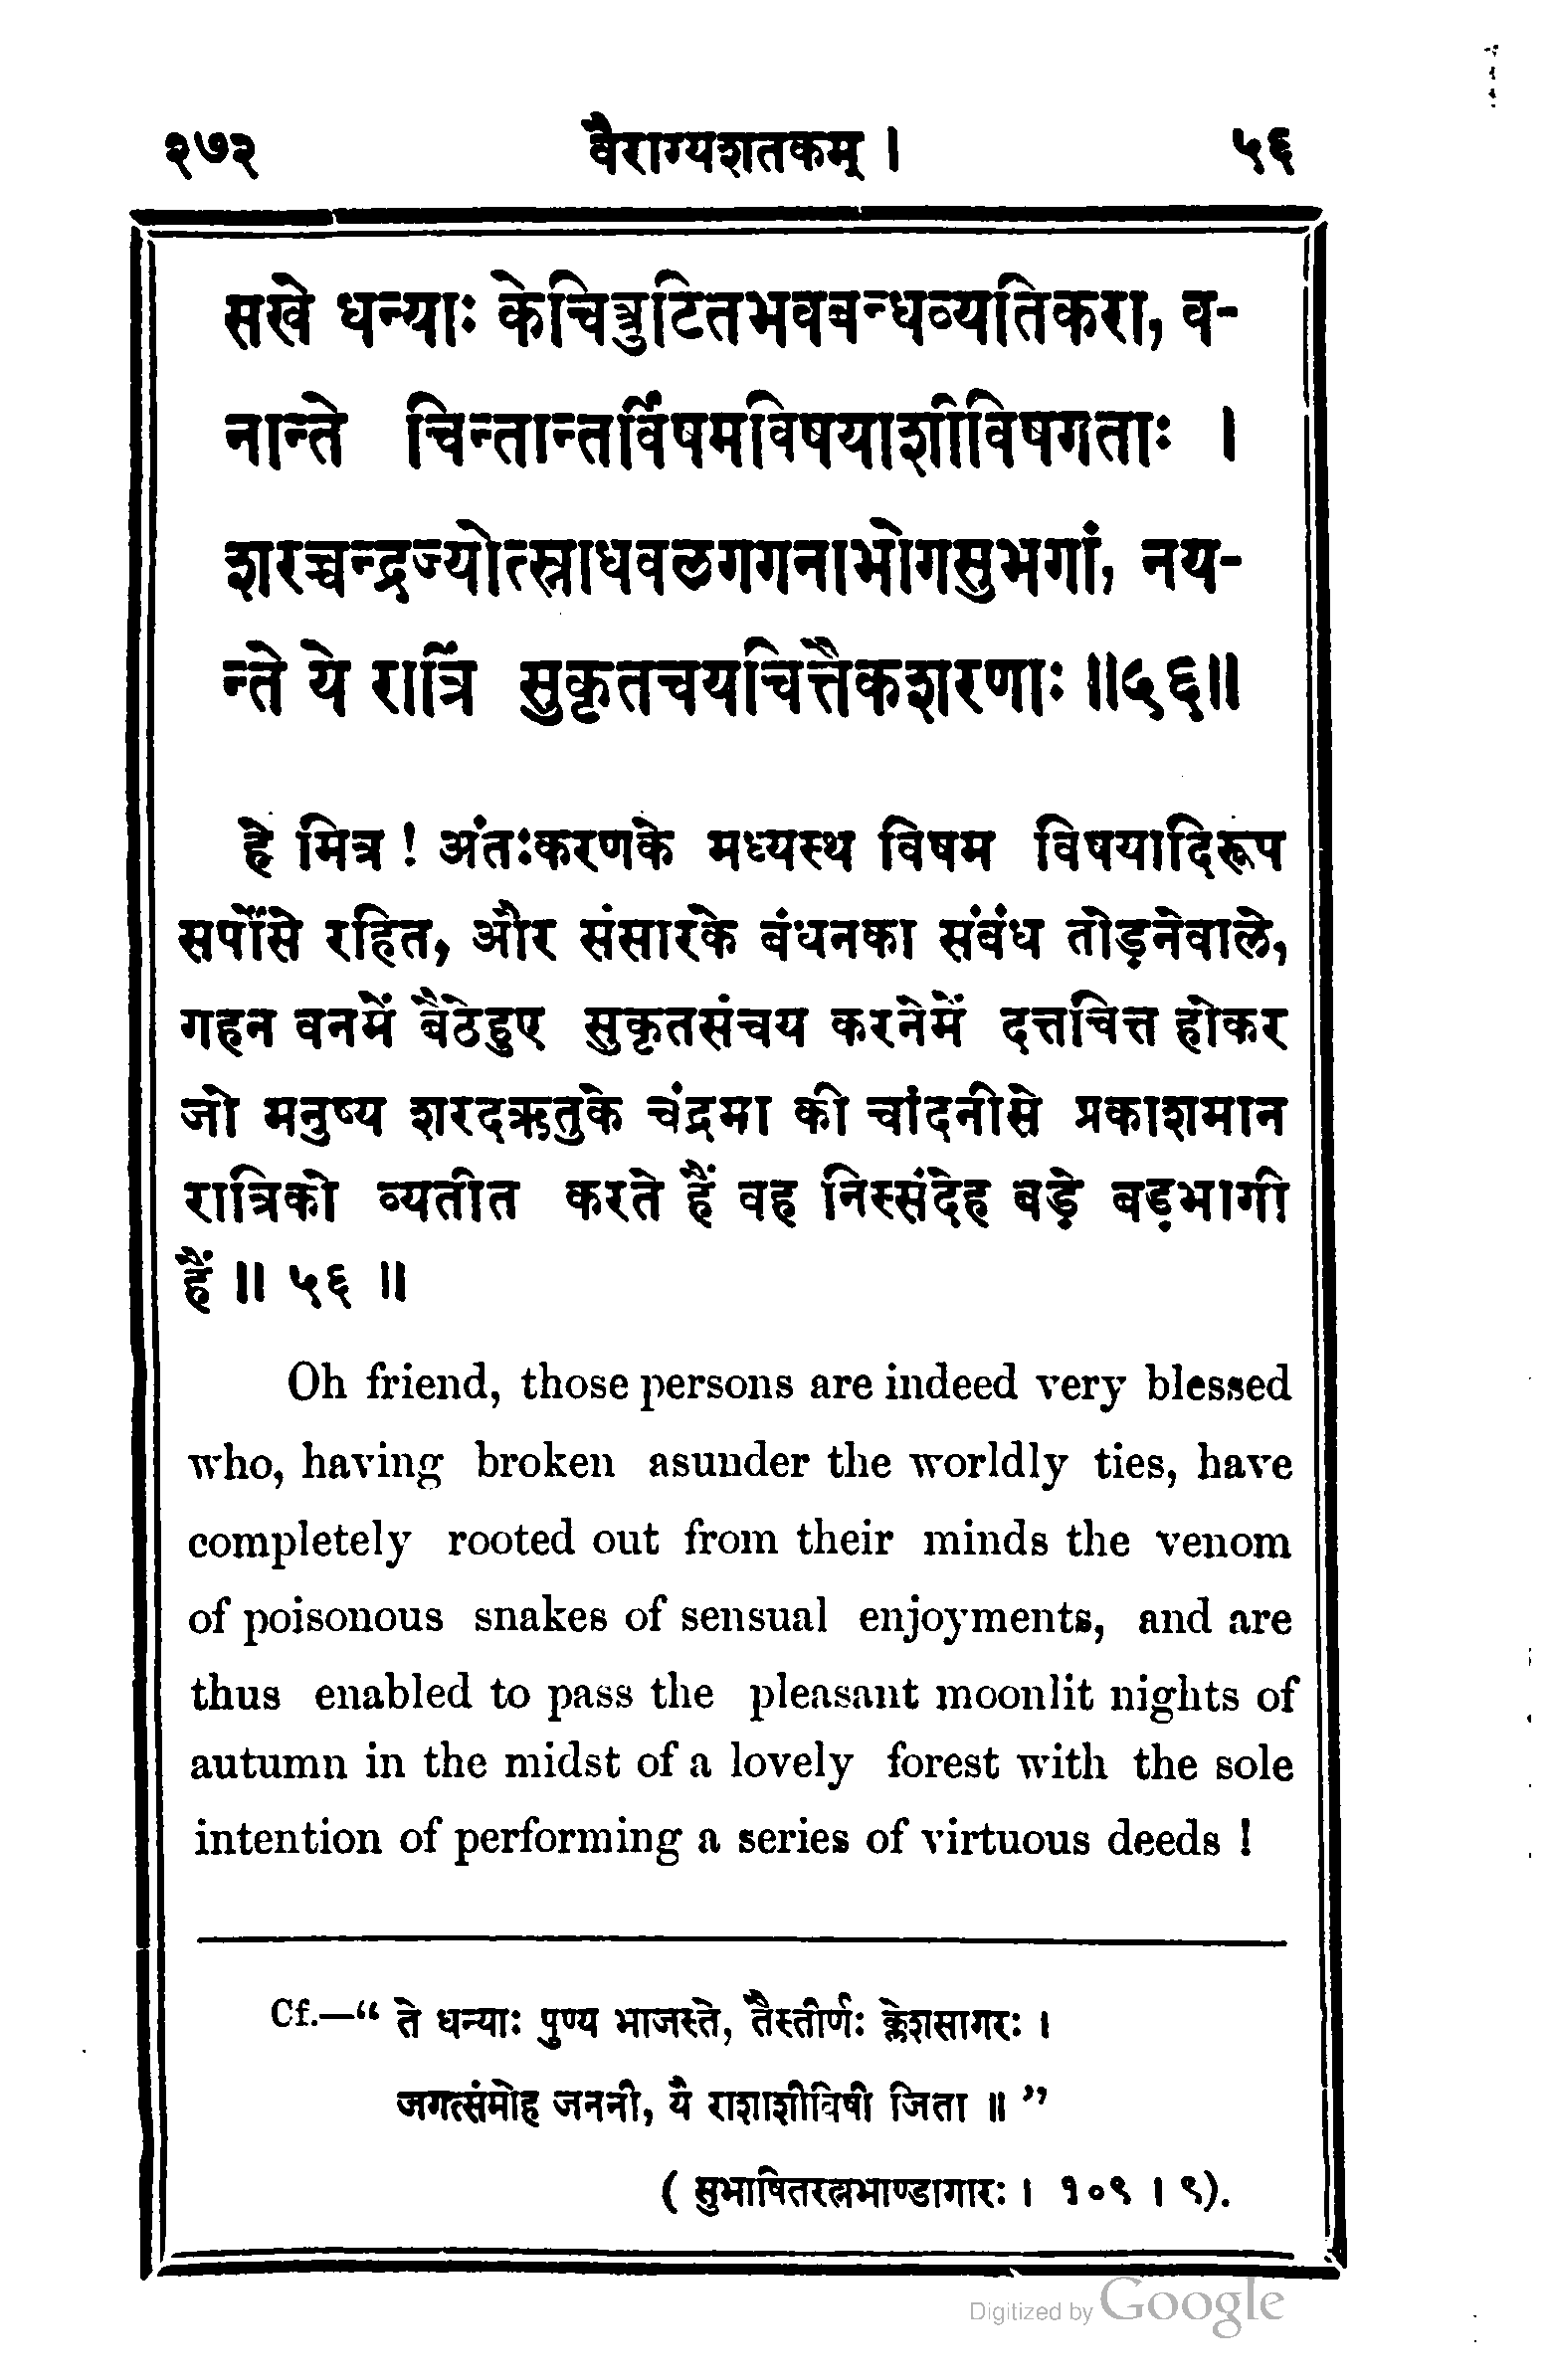 २७२ वैराग्यशतकम् । ५६
सखे धन्याः केचित्त्रुटितभवबन्धव्यतिकरा, व-
नान्ते चिन्तान्तर्विषमविषयाशीविषगताः ।
शरच्चन्द्रज्योत्स्नाधवलगगनाभोगसुभगां, नय-
न्ते ये रात्रिं सुकृतचयचित्तैकशरणाः ॥५६॥
हे मित्र ! अंतःकरणके मध्यस्थ विषम विषयादिरूप
सर्पोंसे रहित, और संसारके बंधनका संबंध तोड़नेवाले,
गहन वनमें बैठेहुए सुकृतसंचय करनेमें दत्तचित्त होकर
जो मनुष्य शरदऋतुके चंद्रमा की चांदनीसे प्रकाशमान
रात्रिको व्यतीत करते हैं वह निस्संदेह बड़े बड़भागी
हैं ॥ ५६ ॥
Oh friend, those persons are indeed very blessed
who, having broken asunder the worldly ties, have
completely rooted out from their minds the venom
of poisonous snakes of sensual enjoyments, and are
thus enabled to pass the pleasant moonlit nights of
autumn in the midst of a lovely forest with the sole
intention of performing a series of virtuous deeds !
Cf.—“ ते धन्याः पुण्य भाजस्ते, तैस्तीर्णः क्लेशसागरः ।
जगत्संमोह जननी, यै राशाशीविषी जिता ॥ ”
( सुभाषितरत्नभाण्डागारः । १०९ । ९).
Digitized by Google